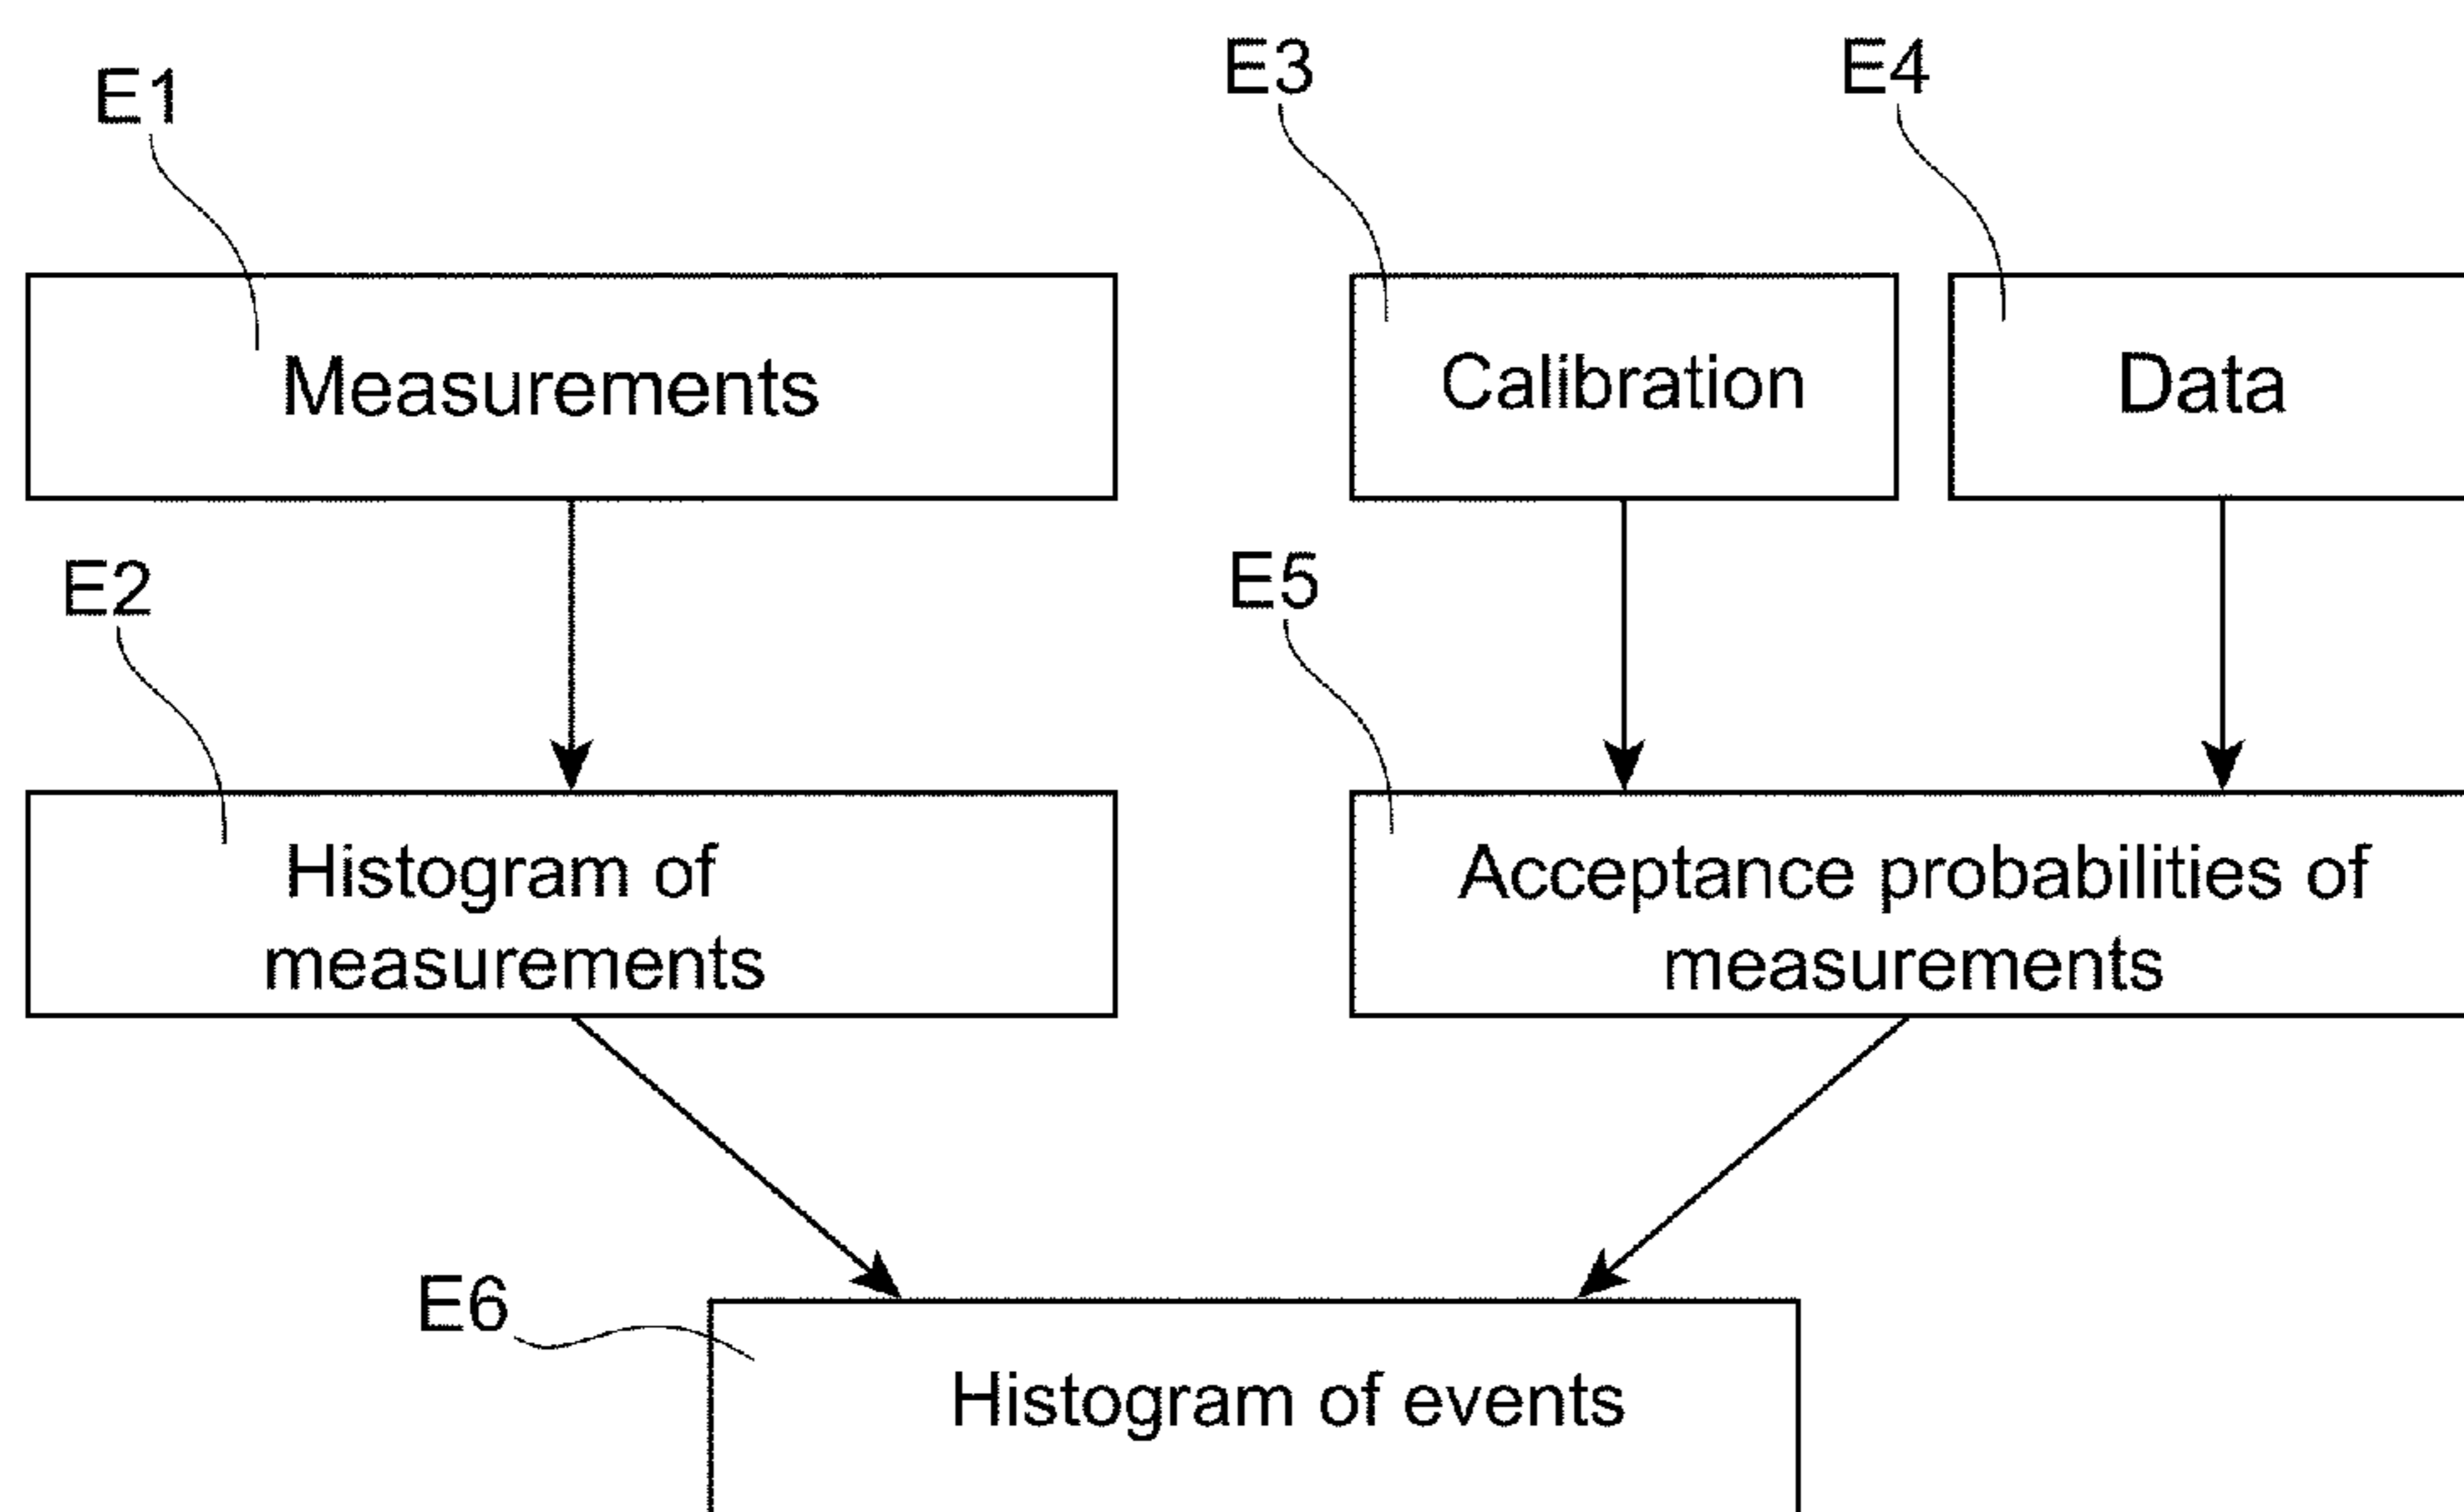 E1
E3
E4
Measurements
Calibration
Data
E2
E5
Histogram of
measurements
Acceptance probabilities of
measurements
E6
Histogram of events